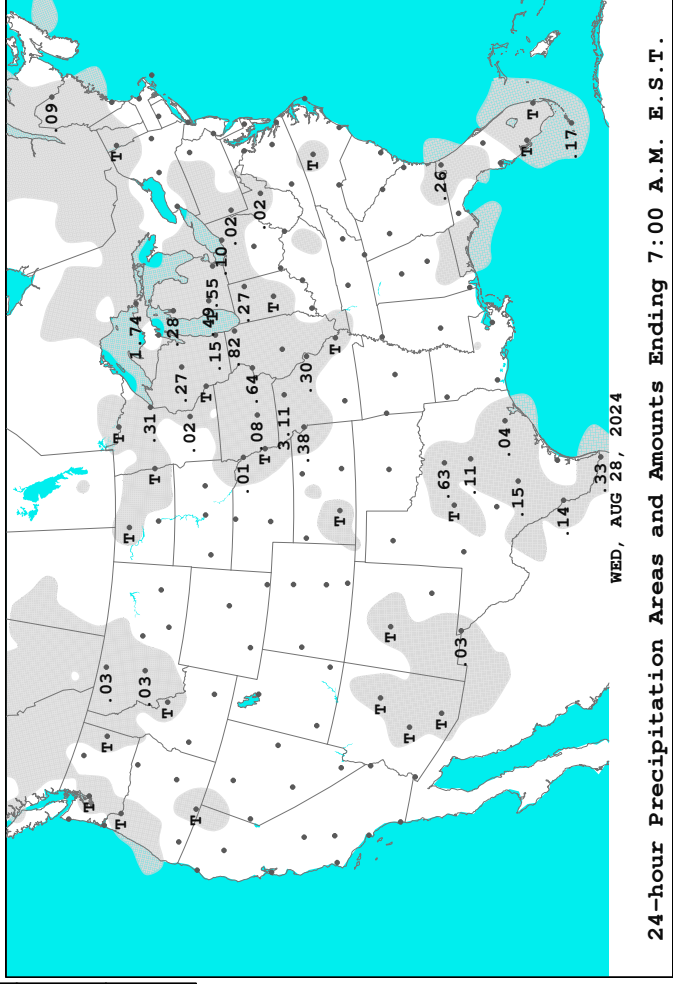 .09
T
T
.26
T
T
.17
.02
.02
.10
1.74
.28
.55
.27
T
.15
.82
T
.27
T
.31
T
.02
.64
.30
.08
3.11
.38
T
.01
T
T
T
.63
.11
.04
T
.15
.14
.33
.03
.03
T
T
T
T
T
T
T
T
T
.03
WED, AUG 28, 2024
24-hour Precipitation Areas and Amounts Ending 7:00 A.M. E.S.T.